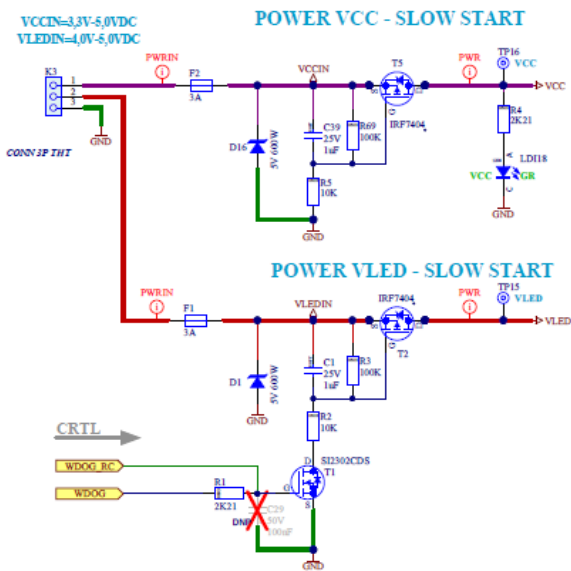 POWER VCC - SLOW START
VCCIN=3,3V-5,0VDC
VLEDIN=4,0V-5,0VDC
K3
1
2
3
GND
CONN 3P THT
PWRIN
i
F2
3A
VCCIN
D16
5V 600W
C39
25V
1uF
R69
100K
R5
10K
GND
T5
S
D
G
IRF7404
PWR
i
TP16
VCC
VCC
R4
2K21
A
LDI18
VCC
GR
C
GND
POWER VLED - SLOW START
PWRIN
i
F1
3A
VLEDIN
D1
5V 600W
GND
C1
25V
1uF
R3
100K
R2
10K
IRF7404
S
D
G
T2
PWR
i
TP15
VLED
VLED
CRTL
WDOG_RC
WDOG
R1
2K21
DNP
C29
50V
100nF
D
G
S
SI2302CDS
T1
GND